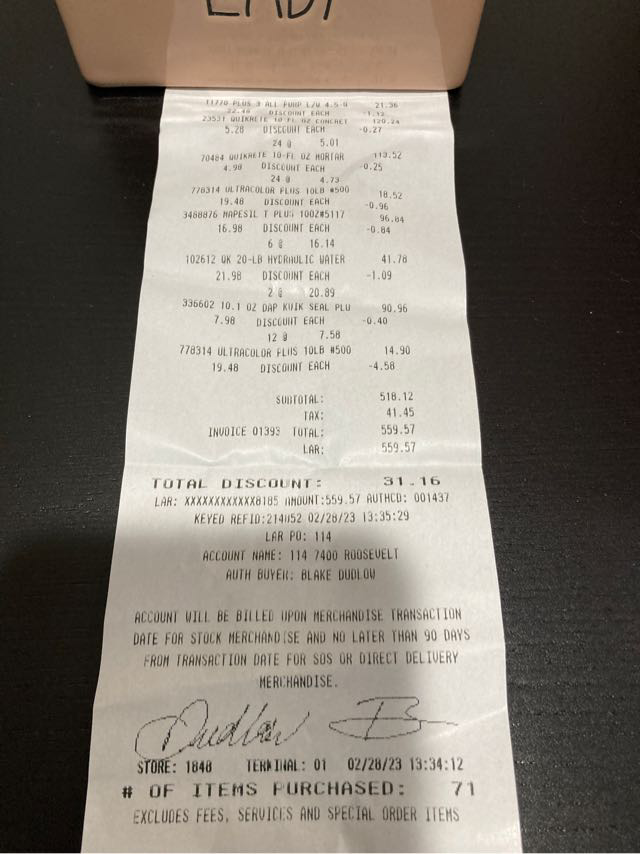 LADY
11770 PLUS 3 ALL PURP L/W 4.5-G 21.36
22.48 DISCOUNT EACH -1.12
23531 QUIKRETE 10-FL OZ CONCRET 120.24
5.28 DISCOUNT EACH -0.27
24 @ 5.01
70484 QUIKRETE 10-FL OZ MORTAR 113.52
4.98 DISCOUNT EACH -0.25
24 @ 4.73
778314 ULTRACOLOR PLUS 10LB #500 18.52
19.48 DISCOUNT EACH -0.96
3488876 MAPESIL T PLUS 100Z#5117 96.84
16.98 DISCOUNT EACH -0.84
6 @ 16.14
102612 QK 20-LB HYDRAULIC WATER 41.78
21.98 DISCOUNT EACH -1.09
2 @ 20.89
336602 10.1 OZ DAP KWIK SEAL PLU 90.96
7.98 DISCOUNT EACH -0.40
12 @ 7.58
778314 ULTRACOLOR PLUS 10LB #500 14.90
19.48 DISCOUNT EACH -4.58
SUBTOTAL: 518.12
TAX: 41.45
INVOICE 01393 TOTAL: 559.57
LAR: 559.57
TOTAL DISCOUNT: 31.16
LAR: XXXXXXXXXXXX8185 AMOUNT:559.57 AUTHCD: 001437
KEYED REFID:214852 02/28/23 13:35:29
LAR PO: 114
ACCOUNT NAME: 114 7400 ROOSEVELT
AUTH BUYER: BLAKE DUDLOW
ACCOUNT WILL BE BILLED UPON MERCHANDISE TRANSACTION
DATE FOR STOCK MERCHANDISE AND NO LATER THAN 90 DAYS
FROM TRANSACTION DATE FOR SOS OR DIRECT DELIVERY
MERCHANDISE.
Dudlow B
STORE: 1848 TERMINAL: 01 02/28/23 13:34:12
# OF ITEMS PURCHASED: 71
EXCLUDES FEES, SERVICES AND SPECIAL ORDER ITEMS